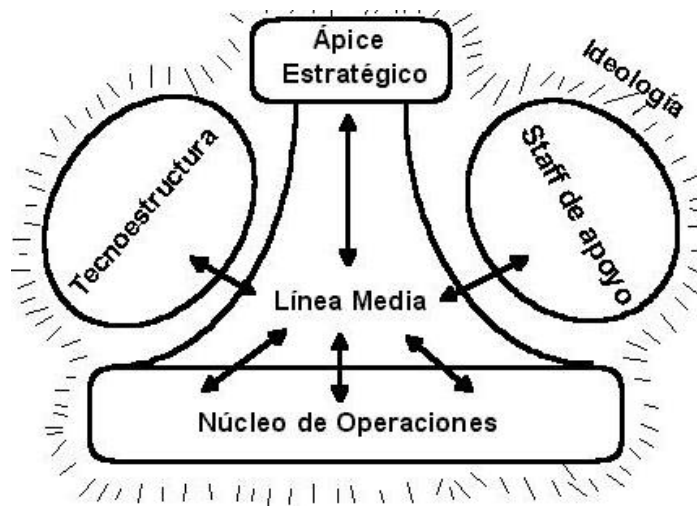 Ápice
Estratégico
Ideología
Tecnoestructura
Staff de apoyo
Línea Media
Núcleo de Operaciones